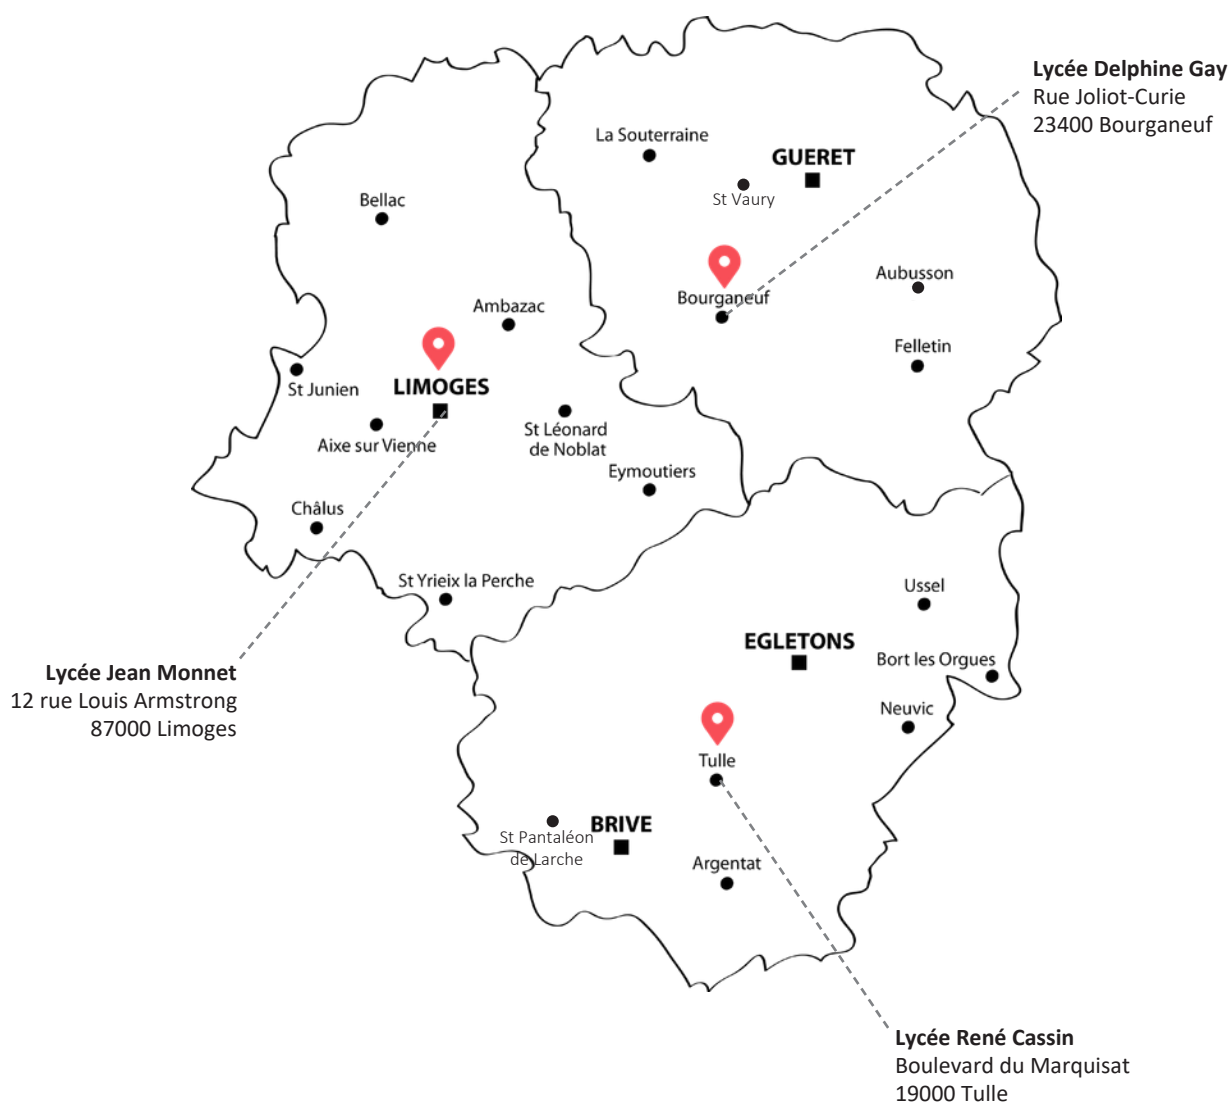 Lycée Delphine Gay
Rue Joliot-Curie
23400 Bourganeuf
La Souterraine
GUERET
St Vaury
Bellac
Bourganeuf
Aubusson
Ambazac
Felletin
St Junien
LIMOGES
Aixe sur Vienne
St Léonard
de Noblat
Eymoutiers
Châlus
St Yrieix la Perche
Ussel
EGLETONS
Bort les Orgues
Lycée Jean Monnet
12 rue Louis Armstrong
87000 Limoges
Neuvic
Tulle
BRIVE
St Pantaléon
de Larche
Argentat
Lycée René Cassin
Boulevard du Marquisat
19000 Tulle